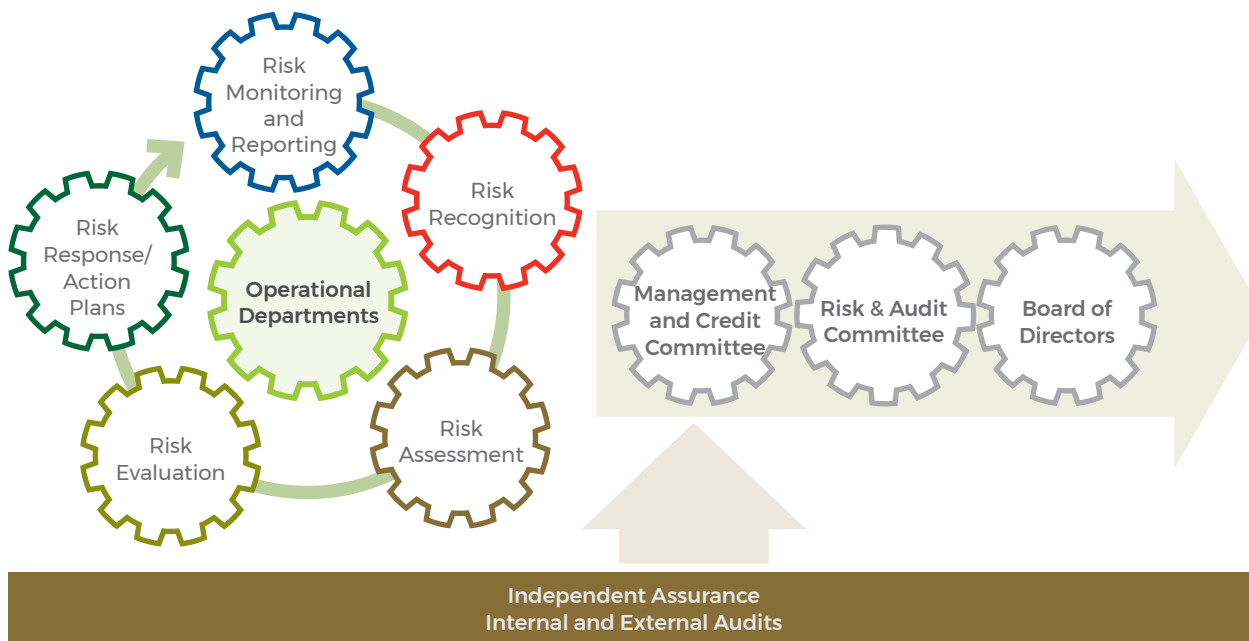 Risk
Monitoring
and
Reporting
Risk
Recognition
Risk
Response/
Action
Plans
Operational
Departments
Risk
Evaluation
Risk
Assessment
Management
and Credit
Committee
Risk & Audit
Committee
Board of
Directors
Independent Assurance
Internal and External Audits